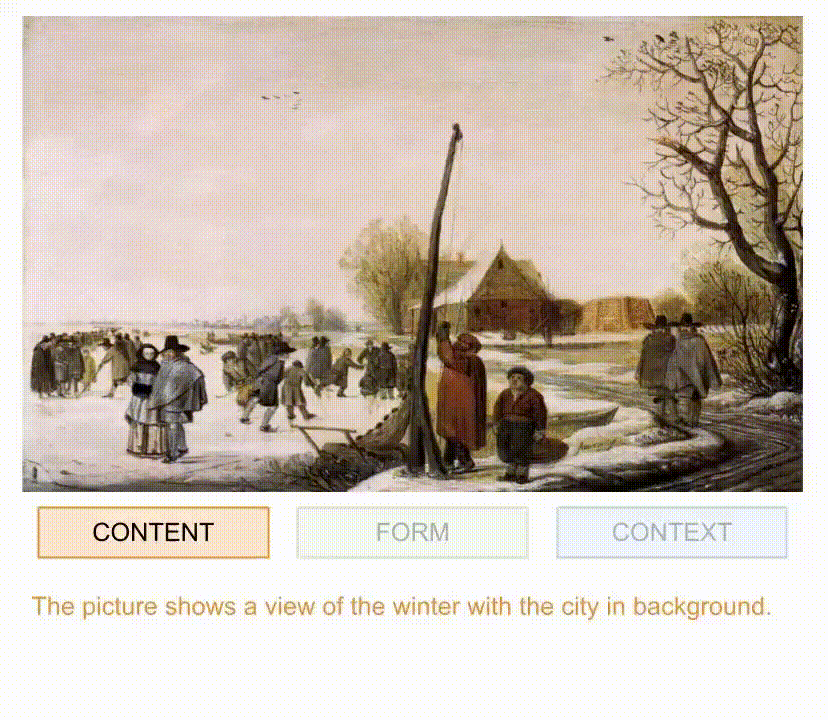 CONTENT
FORM
CONTEXT
The picture shows a view of the winter with the city in background.